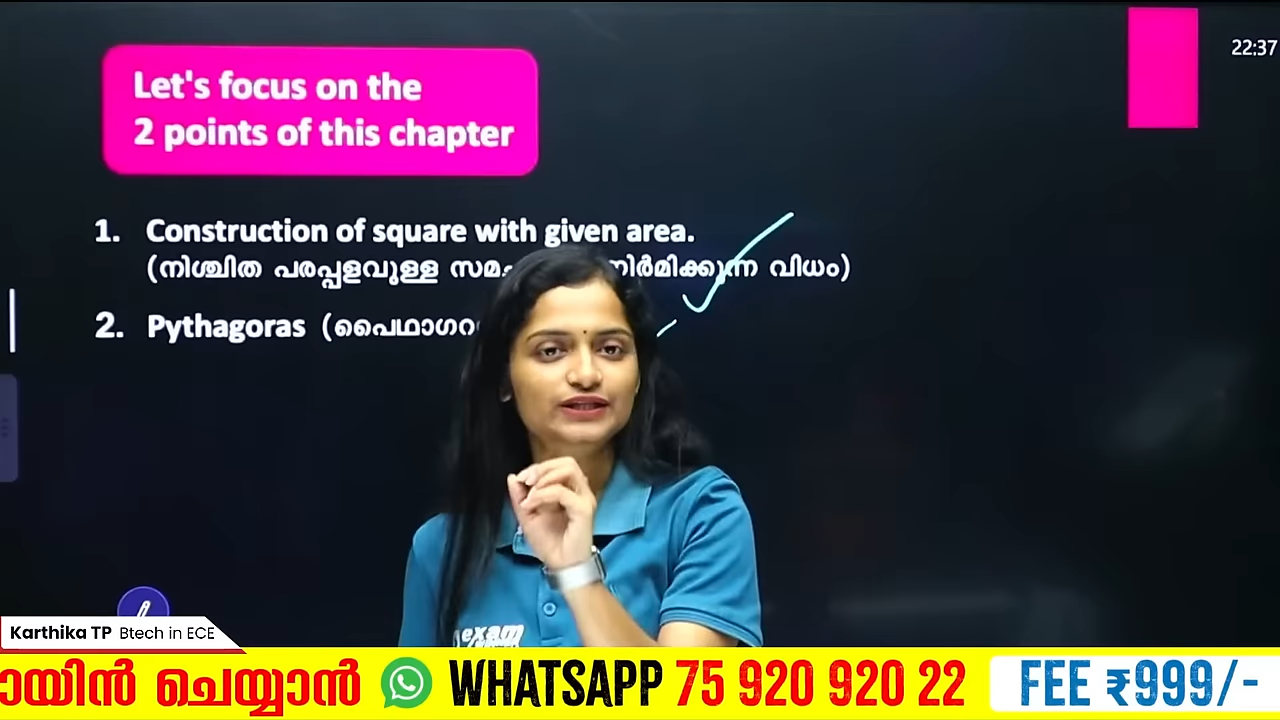 Let's focus on the
2 points of this chapter
22:37
1. Construction of square with given area.
(നിശ്ചിത പരപ്പളവുള്ള വിധം)
2. Pythagoras
exam
Karthika TP Btech in ECE
ചെയ്യാൻ WHATSAPP 75 920 920 22 FEE ₹999/-